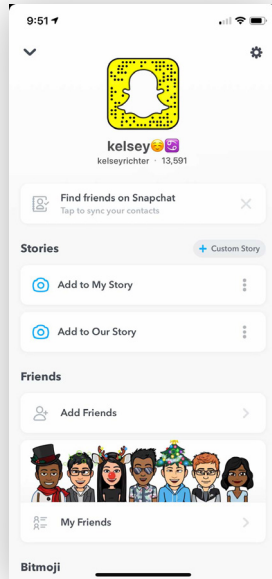 9:51
kelsey😌♋
kelseyrichter · 13,591
Find friends on Snapchat
Tap to sync your contacts
Stories
+ Custom Story
Add to My Story
Add to Our Story
Friends
Add Friends
My Friends
Bitmoji